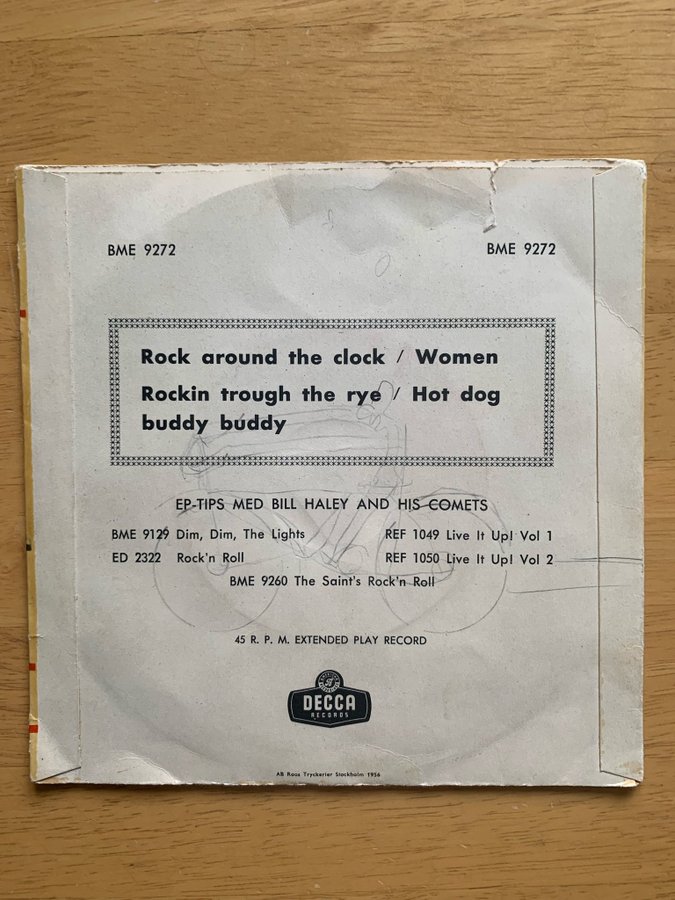 BME 9272 BME 9272
Rock around the clock / Women
Rockin trough the rye / Hot dog
buddy buddy
EP-TIPS MED BILL HALEY AND HIS COMETS
BME 9129 Dim, Dim, The Lights REF 1049 Live It Up! Vol 1
ED 2322 Rock'n Roll REF 1050 Live It Up! Vol 2
BME 9260 The Saint's Rock'n Roll
45 R. P. M. EXTENDED PLAY RECORD
DECCA
RECORDS
AB Roos Tryckerier Stockholm 1956